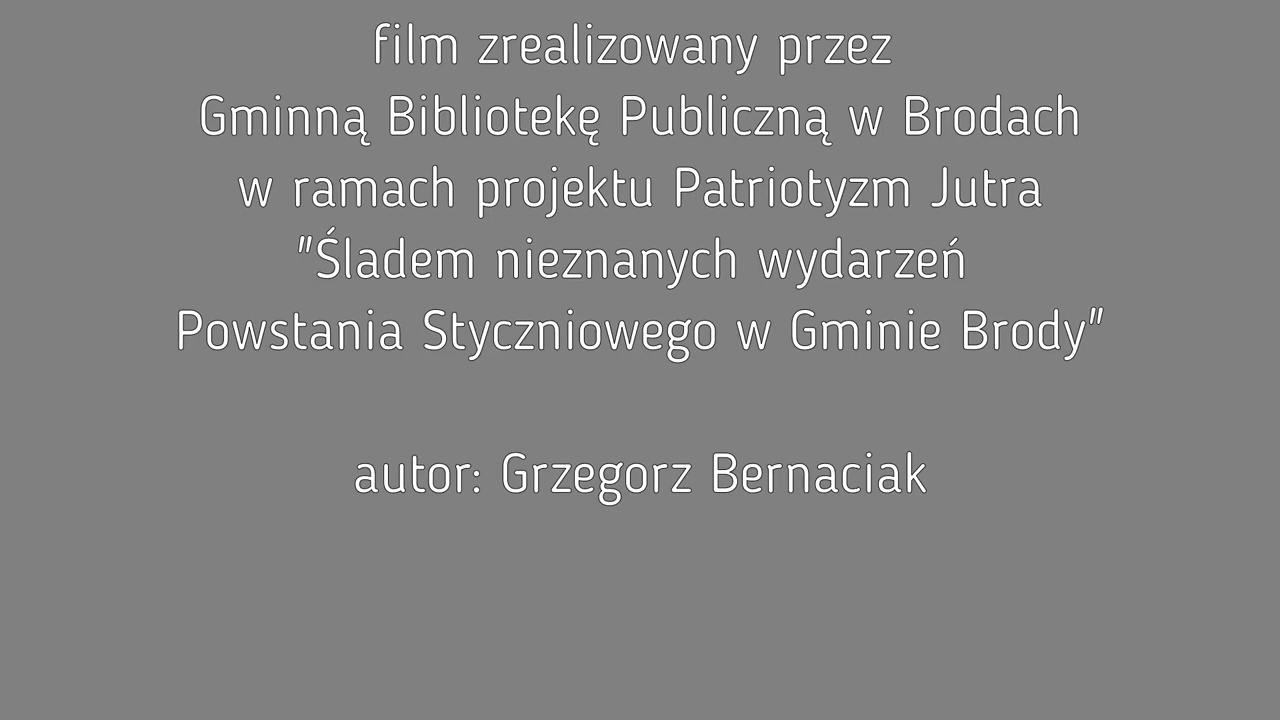 film zrealizowany przez
Gminną Bibliotekę Publiczną w Brodach
w ramach projektu Patriotyzm Jutra
"Śladem nieznanych wydarzeń
Powstania Styczniowego w Gminie Brody"
autor: Grzegorz Bernaciak